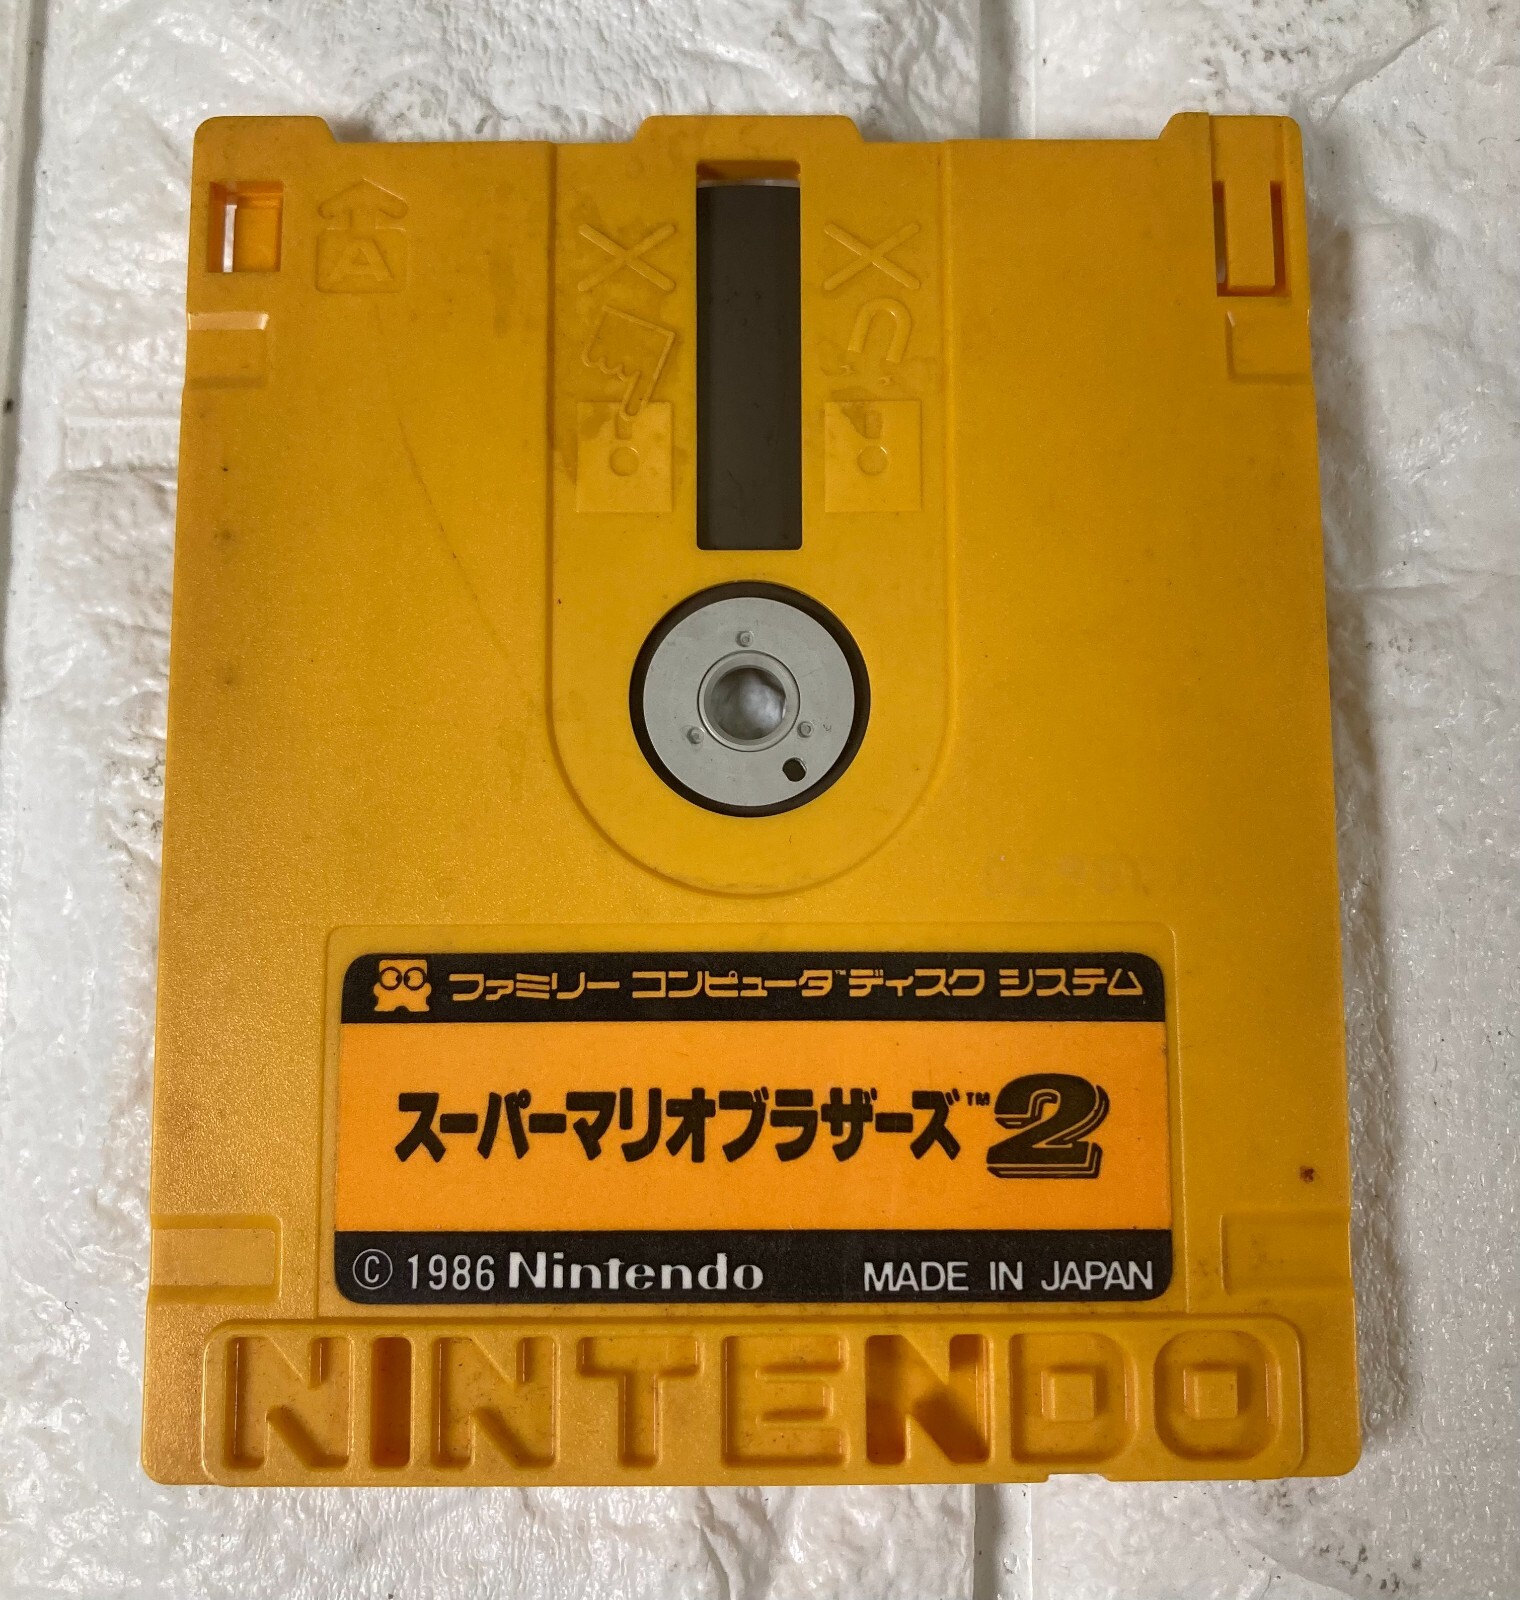 A
ファミリー コンピュータ™ ディスク システム
スーパーマリオブラザーズ™2
© 1986 Nintendo MADE IN JAPAN
NINTENDO